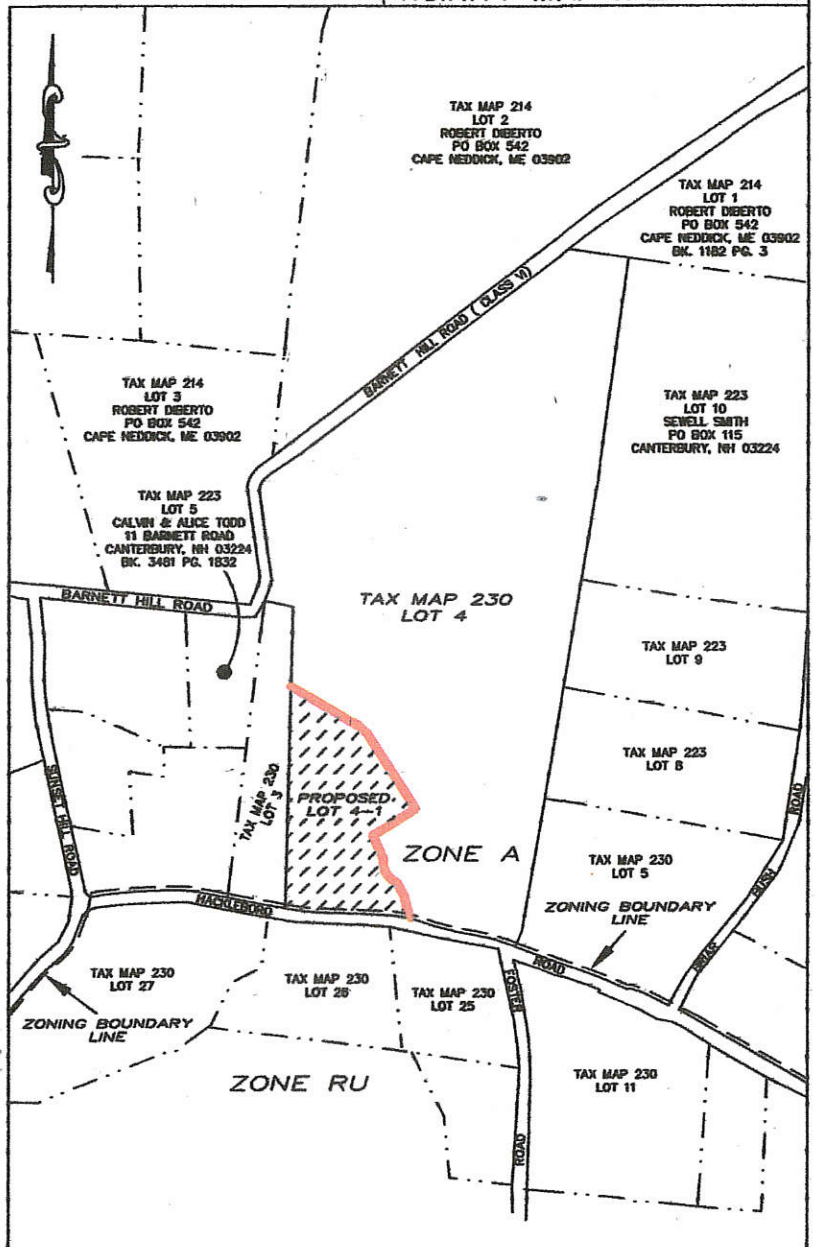 TAX MAP 214
LOT 2
ROBERT DIBERTO
PO BOX 542
CAPE NEDDICK, ME 03902
TAX MAP 214
LOT 1
ROBERT DIBERTO
PO BOX 542
CAPE NEDDICK, ME 03902
BK. 1182 PG. 3
BARNETT HILL ROAD ( CLASS VI)
TAX MAP 214
LOT 3
ROBERT DIBERTO
PO BOX 542
CAPE NEDDICK, ME 03902
TAX MAP 223
LOT 10
SEWELL SMITH
PO BOX 115
CANTERBURY, NH 03224
TAX MAP 223
LOT 5
CALVIN & ALICE TODD
11 BARNETT ROAD
CANTERBURY, NH 03224
BK. 3481 PG. 1832
BARNETT HILL ROAD
TAX MAP 230
LOT 4
TAX MAP 223
LOT 9
TAX MAP 223
LOT 8
SUNSET HILL ROAD
TAX MAP 230
LOT 3
PROPOSED
LOT 4-1
ZONE A
TAX MAP 230
LOT 5
BRIAR BUSH ROAD
ZONING BOUNDARY
LINE
HACKLEBORO ROAD
TAX MAP 230
LOT 27
TAX MAP 230
LOT 26
TAX MAP 230
LOT 25
FOSTER ROAD
ZONING BOUNDARY
LINE
ZONE RU
TAX MAP 230
LOT 11